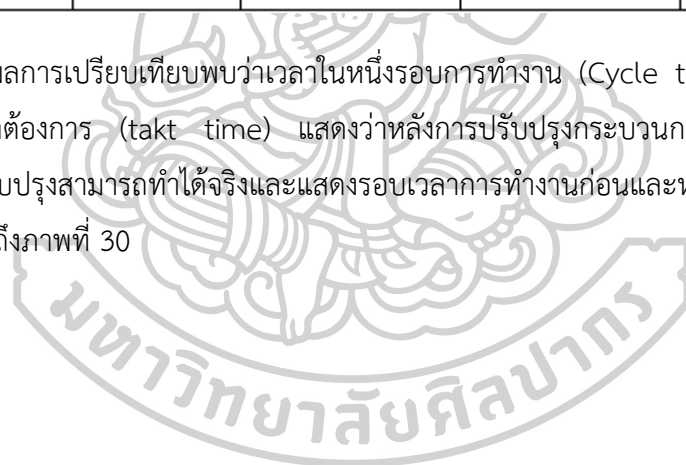 ลการเปรียบเทียบพบว่าเวลาในหนึ่งรอบการทำงาน (Cycle t
ต้องการ (takt time) แสดงว่าหลังการปรับปรุงกระบวนก
บปรุงสามารถทำได้จริงและแสดงรอบเวลาการทำงานก่อนและห
ถึงภาพที่ 30
มหาวิทยาลัยศิลปากร